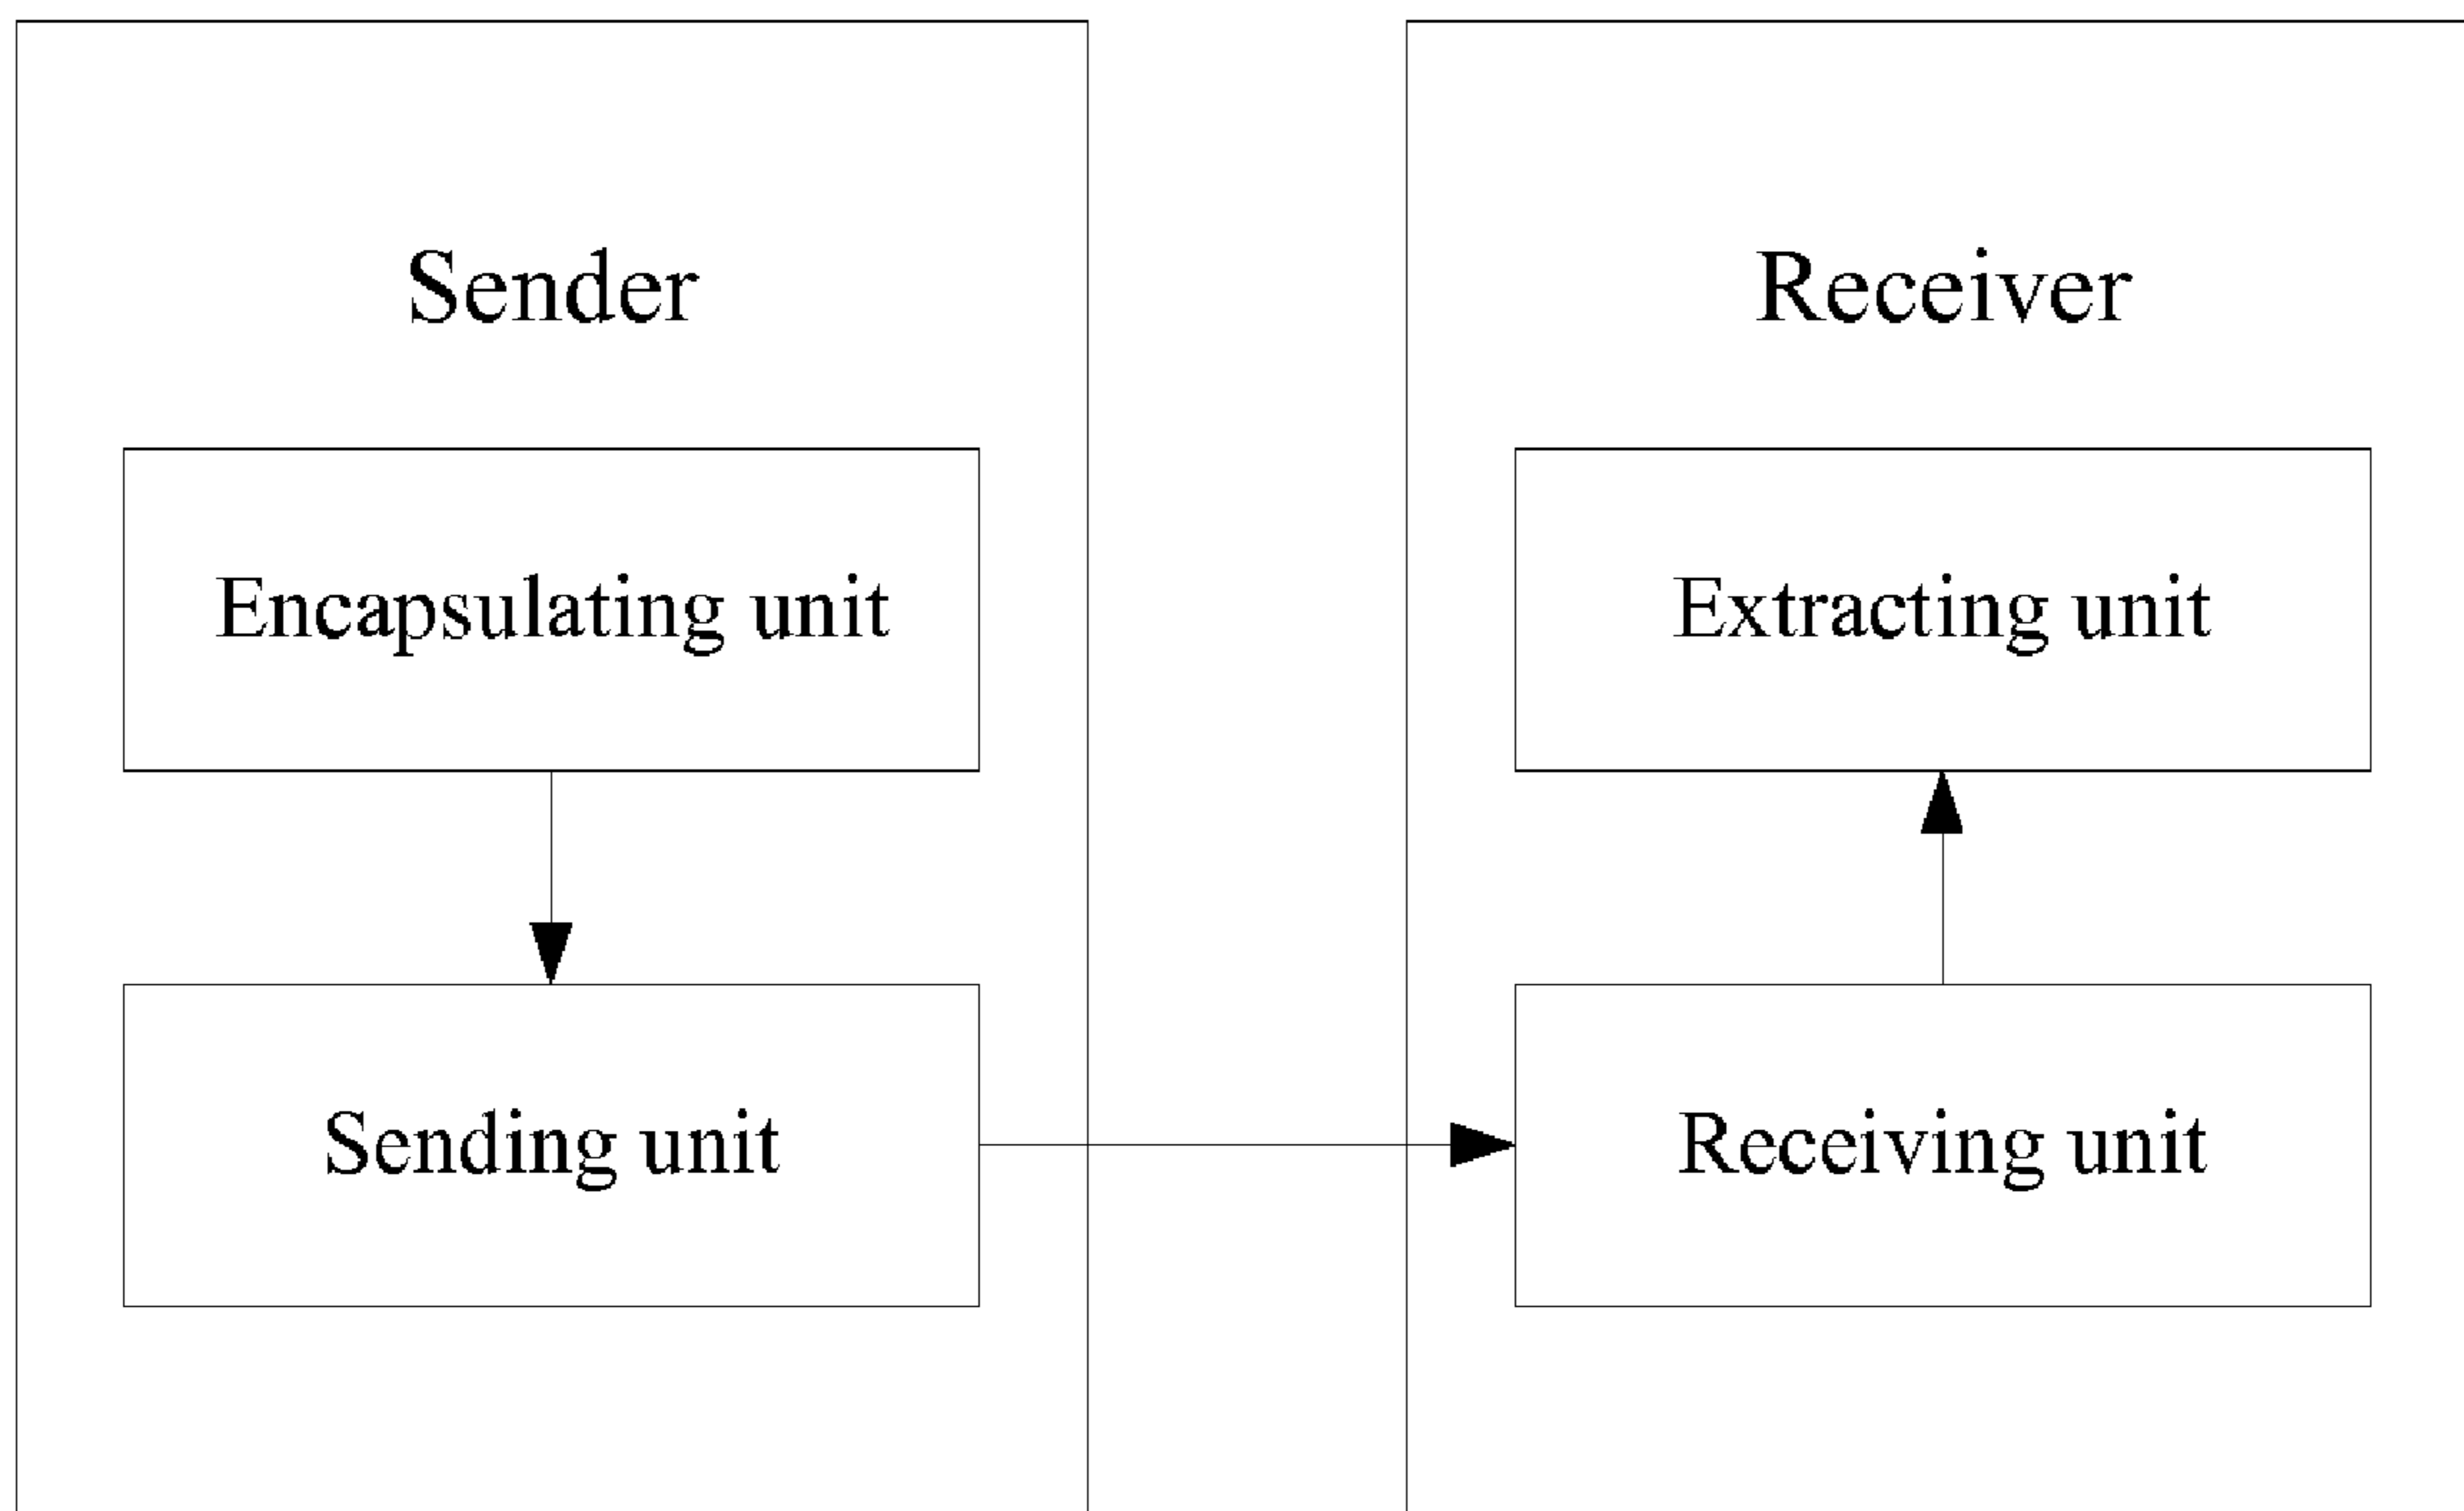 Sender
Encapsulating unit
Sending unit
Receiver
Extracting unit
Receiving unit